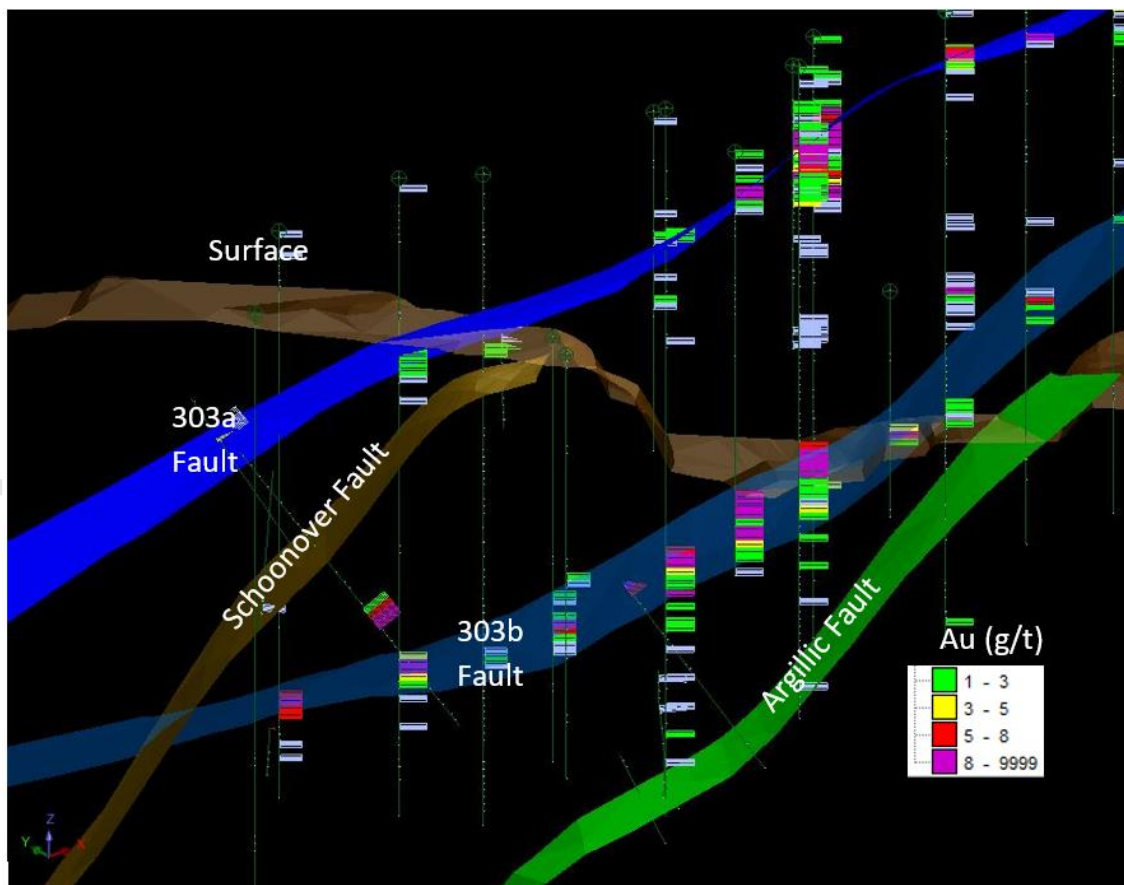 Surface
303a
Fault
Schoonover Fault
303b
Fault
Argillic Fault
Au (g/t)
1 - 3
3 - 5
5 - 8
8 - 9999
Z
Y
X